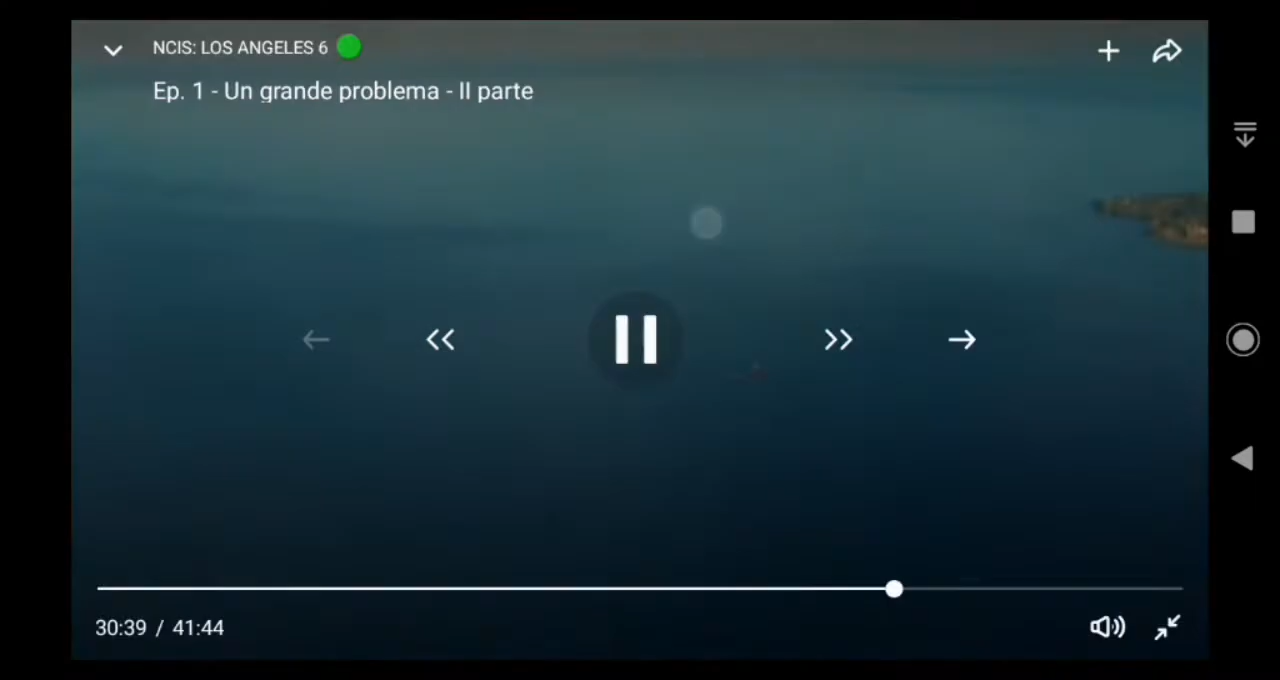 NCIS: LOS ANGELES 6
Ep. 1 - Un grande problema - II parte
30:39 / 41:44